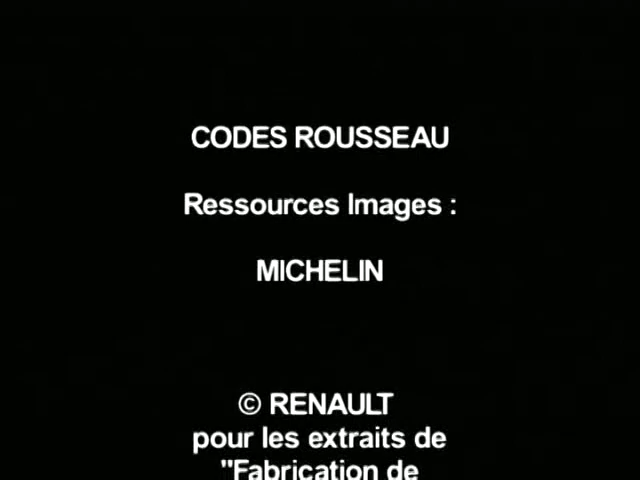 CODES ROUSSEAU
Ressources Images :
MICHELIN
© RENAULT
pour les extraits de
"Fabrication de